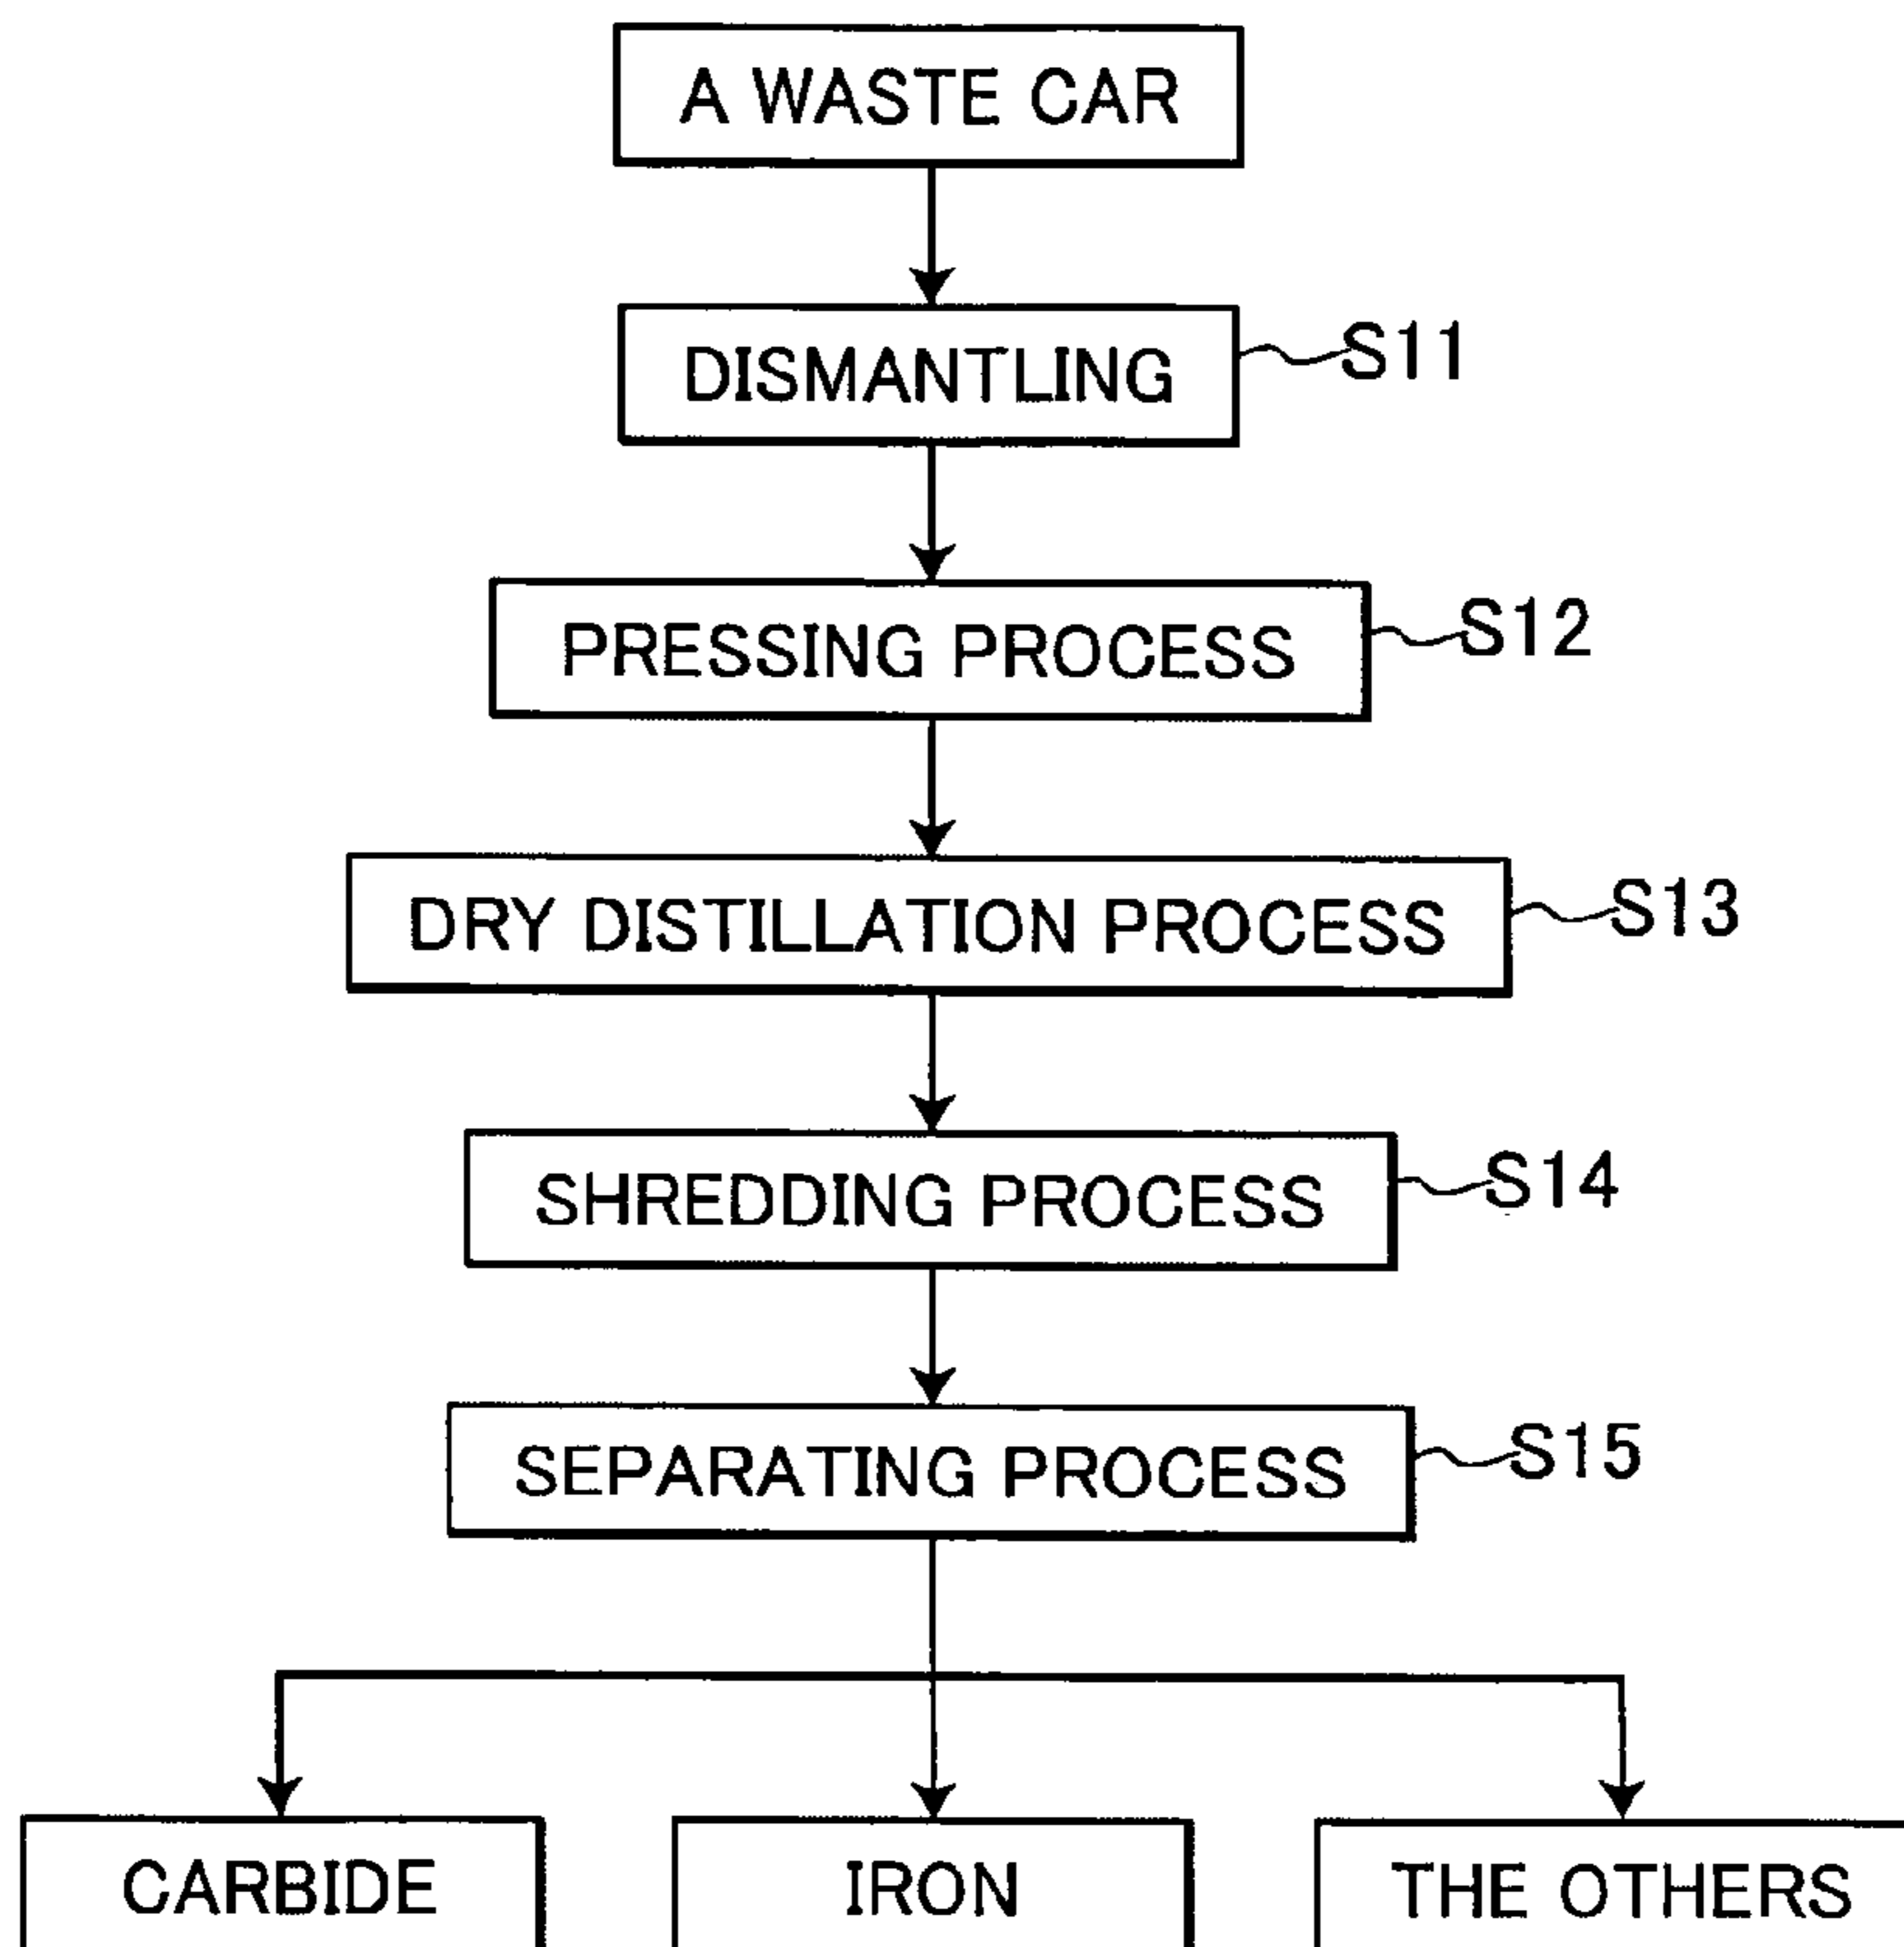 A WASTE CAR
DISMANTLING S11
PRESSING PROCESS S12
DRY DISTILLATION PROCESS S13
SHREDDING PROCESS S14
SEPARATING PROCESS S15
CARBIDE IRON THE OTHERS